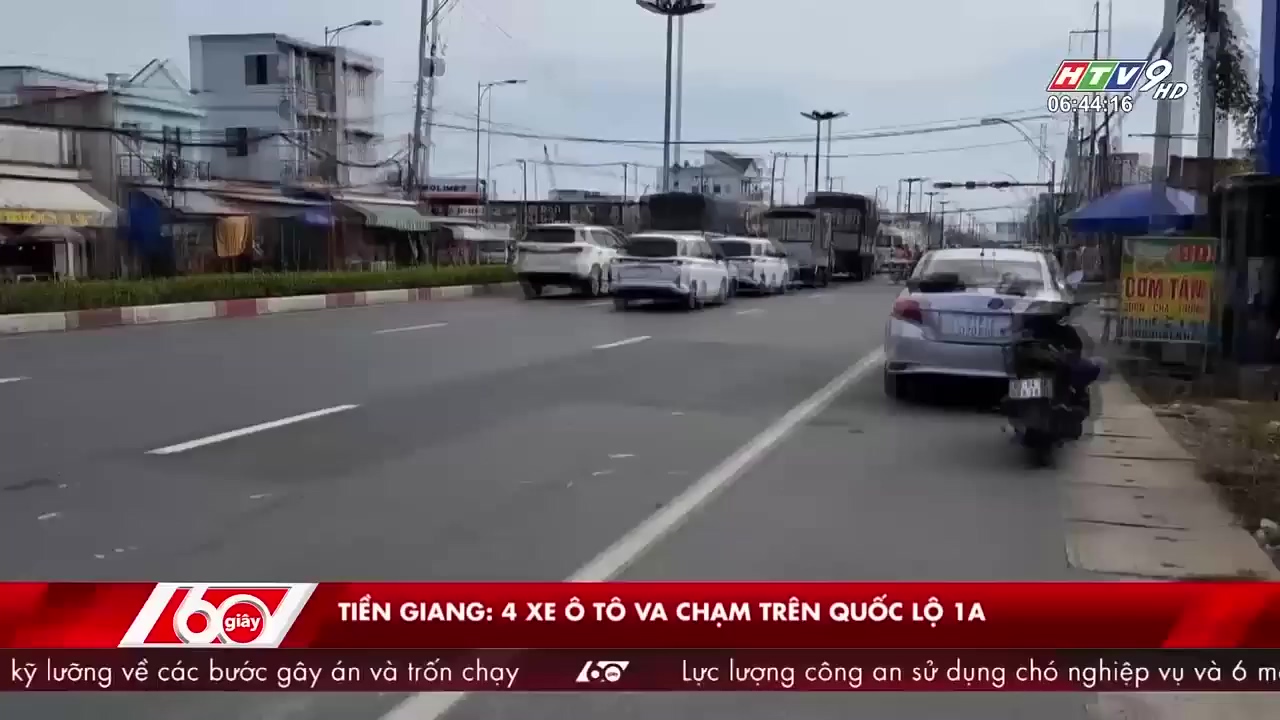 HTV9 HD
06:44:16
CƠM TẤM
60 giây
TIỀN GIANG: 4 XE Ô TÔ VA CHẠM TRÊN QUỐC LỘ 1A
kỹ lưỡng về các bước gây án và trốn chạy
60
Lực lượng công an sử dụng chó nghiệp vụ và 6 m